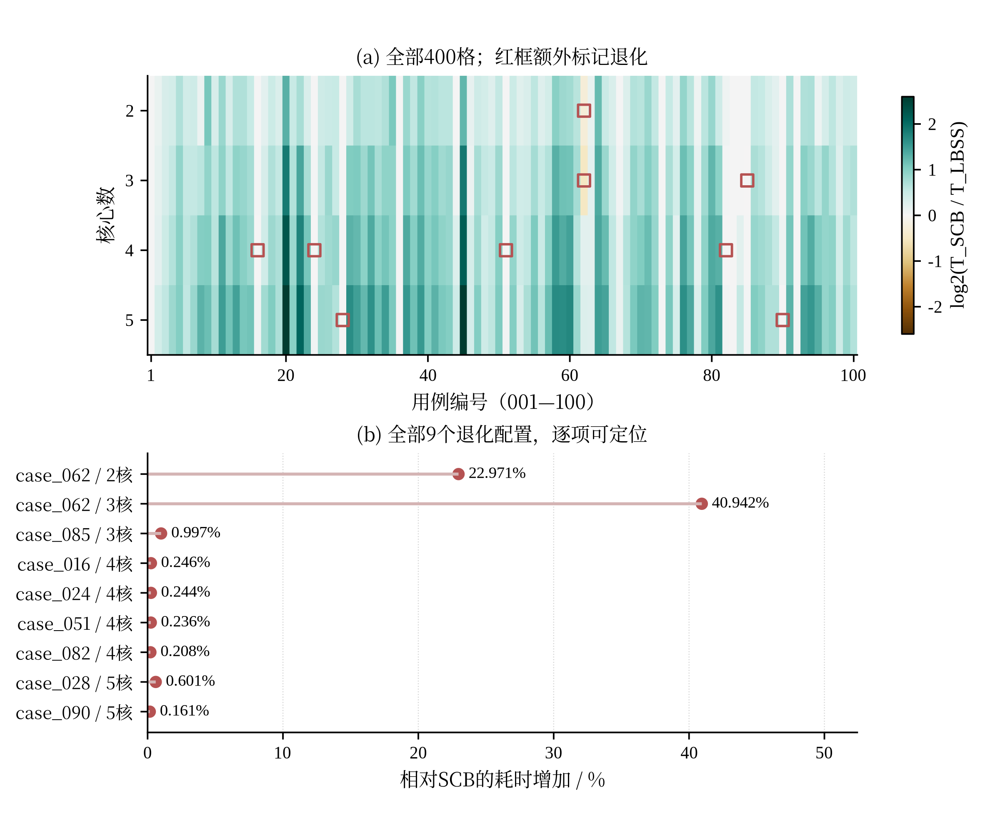 (a) 全部400格；红框额外标记退化
核心数
2
3
4
5
1
20
40
60
80
100
用例编号（001—100）
2
1
0
-1
-2
log2(T_SCB / T_LBSS)
(b) 全部9个退化配置，逐项可定位
case_062 / 2核
22.971%
case_062 / 3核
40.942%
case_085 / 3核
0.997%
case_016 / 4核
0.246%
case_024 / 4核
0.244%
case_051 / 4核
0.236%
case_082 / 4核
0.208%
case_028 / 5核
0.601%
case_090 / 5核
0.161%
0
10
20
30
40
50
相对SCB的耗时增加 / %